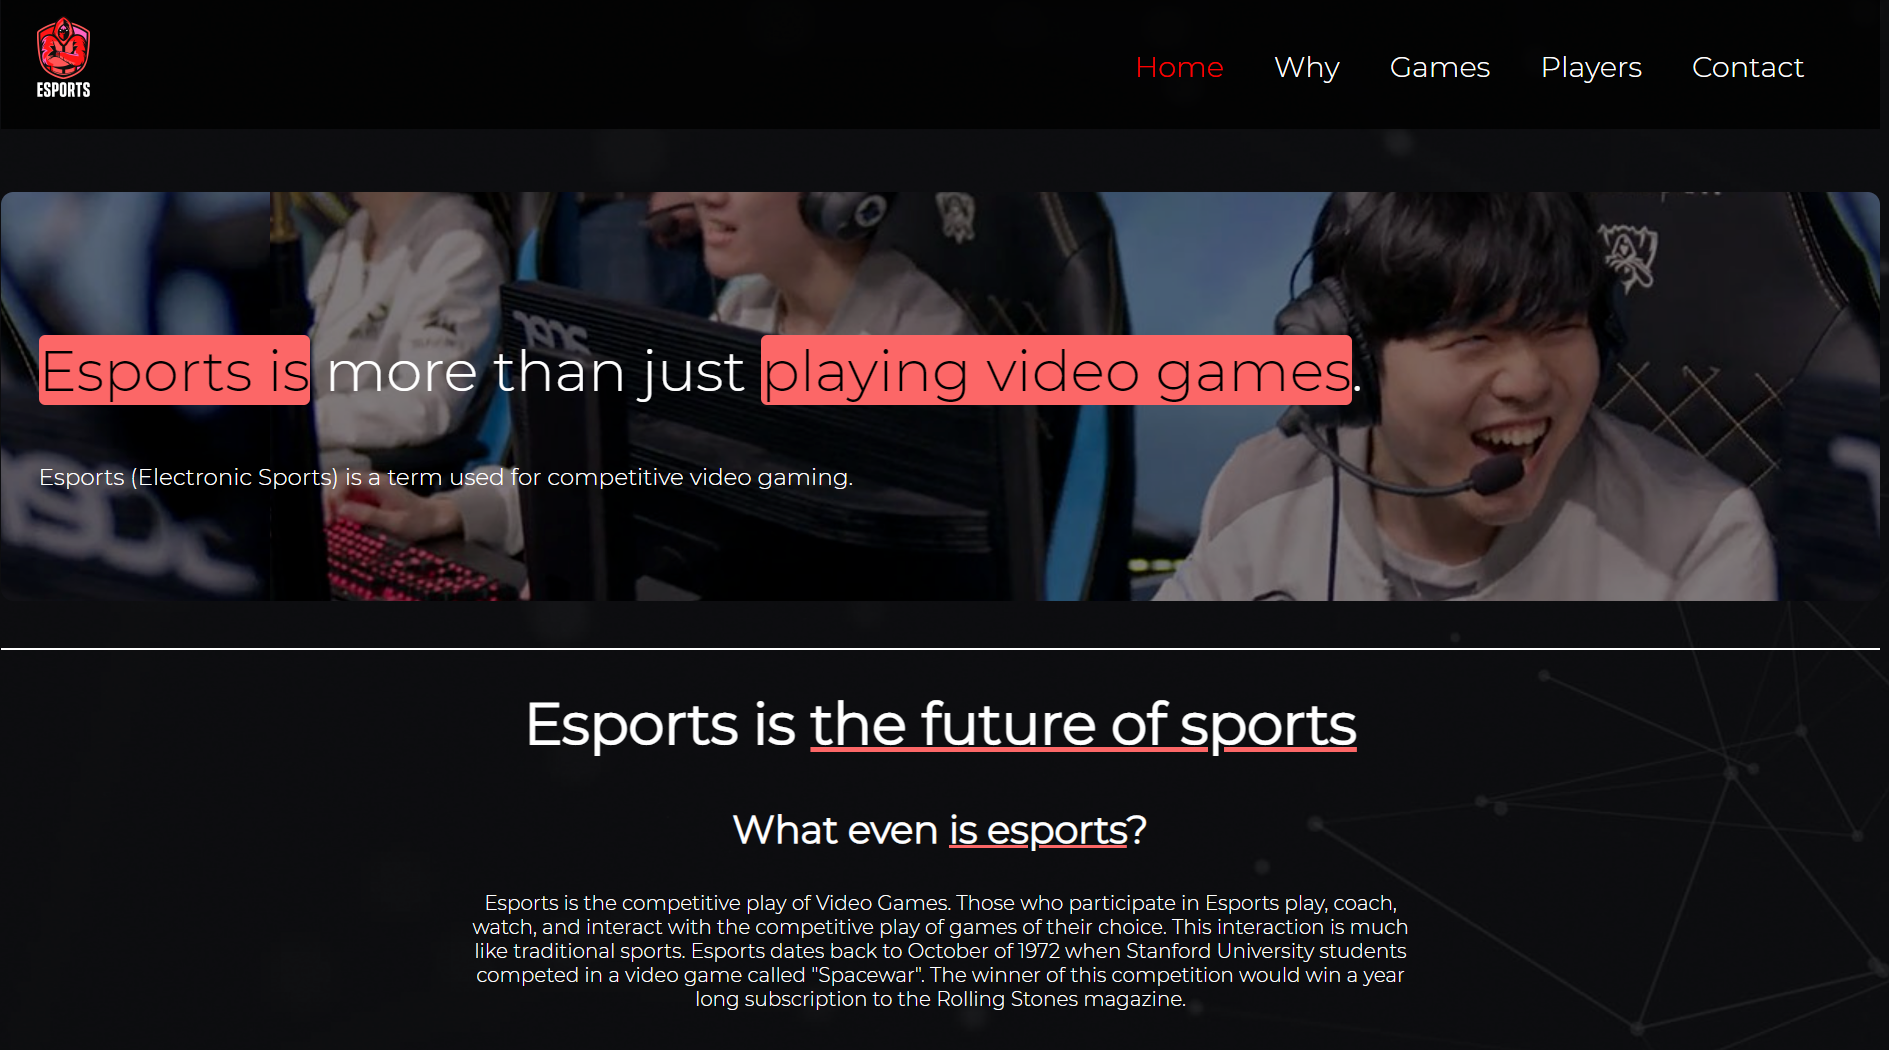 ESPORTS
Home Why Games Players Contact
Esports is more than just playing video games.
Esports (Electronic Sports) is a term used for competitive video gaming.
Esports is the future of sports
What even is esports?
Esports is the competitive play of Video Games. Those who participate in Esports play, coach,
watch, and interact with the competitive play of games of their choice. This interaction is much
like traditional sports. Esports dates back to October of 1972 when Stanford University students
competed in a video game called "Spacewar". The winner of this competition would win a year
long subscription to the Rolling Stones magazine.